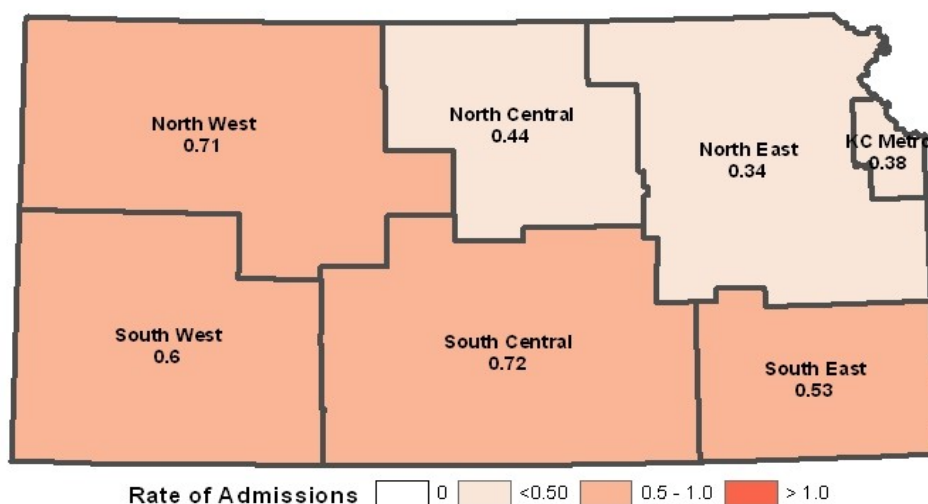 North West
0.71
North Central
0.44
North East
0.34
KC Metro
0.38
South West
0.6
South Central
0.72
South East
0.53
Rate of Admissions 0 <0.50 0.5 - 1.0 > 1.0